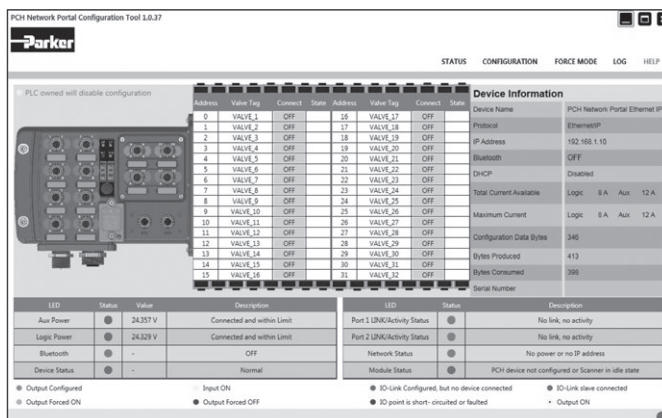 PCH Network Portal Configuration Tool 1.0.37
Parker
STATUS CONFIGURATION FORCE MODE LOG HELP
PLC owned will disable configuration
Address Valve Tag Connect State Address Valve Tag Connect State
0 VALVE_1 OFF 16 VALVE_17 OFF
1 VALVE_2 OFF 17 VALVE_18 OFF
2 VALVE_3 OFF 18 VALVE_19 OFF
3 VALVE_4 OFF 19 VALVE_20 OFF
4 VALVE_5 OFF 20 VALVE_21 OFF
5 VALVE_6 OFF 21 VALVE_22 OFF
6 VALVE_7 OFF 22 VALVE_23 OFF
7 VALVE_8 OFF 23 VALVE_24 OFF
8 VALVE_9 OFF 24 VALVE_25 OFF
9 VALVE_10 OFF 25 VALVE_26 OFF
10 VALVE_11 OFF 26 VALVE_27 OFF
11 VALVE_12 OFF 27 VALVE_28 OFF
12 VALVE_13 OFF 28 VALVE_29 OFF
13 VALVE_14 OFF 29 VALVE_30 OFF
14 VALVE_15 OFF 30 VALVE_31 OFF
15 VALVE_16 OFF 31 VALVE_32 OFF
Device Information
Device Name PCH Network Portal Ethernet IP
Protocol Ethernet/IP
IP Address 192.168.1.10
Bluetooth OFF
DHCP Disabled
Total Current Available Logic 8 A Aux 12 A
Maximum Current Logic 8 A Aux 12 A
Configuration Data Bytes 346
Bytes Produced 413
Bytes Consumed 398
Serial Number
LED Status Value Description
Aux Power 24.357 V Connected and within Limit
Logic Power 24.329 V Connected and within Limit
Bluetooth - OFF
Device Status - Normal
LED Status Description
Port 1 LINK/Activity Status No link, no activity
Port 2 LINK/Activity Status No link, no activity
Network Status No power or no IP address
Module Status PCH device not configured or Scanner in idle state
Output Configured Input ON IO-Link Configured, but no device connected IO-Link slave connected
Output Forced ON Output Forced OFF IO point is short- circuited or faulted Output ON